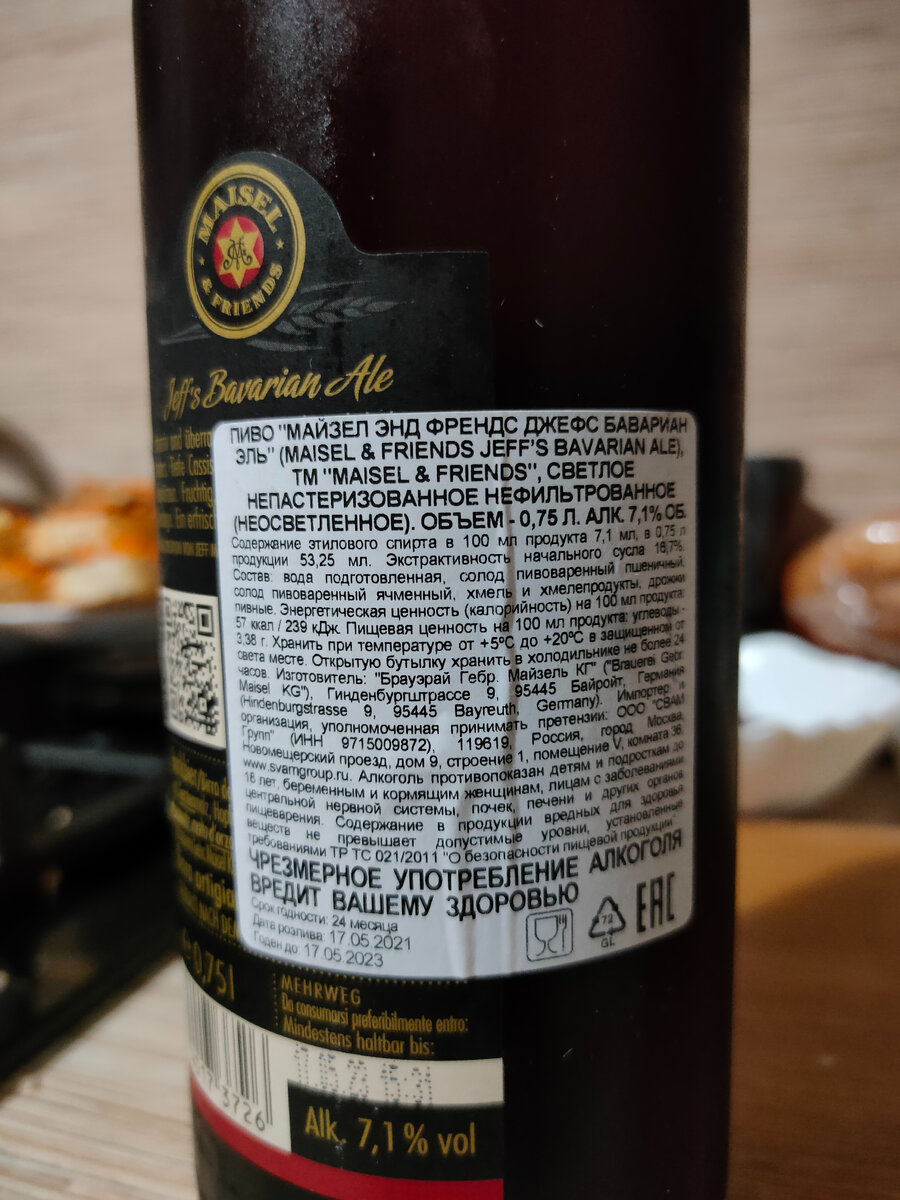 MAISEL
& FRIENDS
Jeff's Bavarian Ale
ПИВО "МАЙЗЕЛ ЭНД ФРЕНДС ДЖЕФС БАВАРИАН
ЭЛЬ" (MAISEL & FRIENDS JEFF'S BAVARIAN ALE),
ТМ "MAISEL & FRIENDS", СВЕТЛОЕ
НЕПАСТЕРИЗОВАННОЕ НЕФИЛЬТРОВАННОЕ
(НЕОСВЕТЛЕННОЕ). ОБЪЕМ - 0,75 Л. АЛК. 7,1% ОБ.
Содержание этилового спирта в 100 мл продукта 7,1 мл, в 0,75 л
продукции 53,25 мл. Экстрактивность начального сусла 16,7%.
Состав: вода подготовленная, солод пивоваренный пшеничный,
солод пивоваренный ячменный, хмель и хмелепродукты, дрожжи
пивные. Энергетическая ценность (калорийность) на 100 мл продукта:
57 ккал / 239 кДж. Пищевая ценность на 100 мл продукта: углеводы -
3,38 г. Хранить при температуре от +5ºС до +20ºС в защищенном от
света месте. Открытую бутылку хранить в холодильнике не более 24
часов. Изготовитель: "Брауэрай Гебр. Майзель КГ" ("Brauerei Gebr.
Maisel KG"), Гинденбургштрассе 9, 95445 Байройт, Германия
(Hindenburgstrasse 9, 95445 Bayreuth, Germany). Импортер и
организация, уполномоченная принимать претензии: ООО "СВАМ
Групп" (ИНН 9715009872), 119619, Россия, город Москва,
Новомещерский проезд, дом 9, строение 1, помещение V, комната 36.
www.svamgroup.ru. Алкоголь противопоказан детям и подросткам до
18 лет, беременным и кормящим женщинам, лицам с заболеваниями
центральной нервной системы, почек, печени и других органов
пищеварения. Содержание в продукции вредных для здоровья
веществ не превышает допустимые уровни, установленные
требованиями ТР ТС 021/2011 "О безопасности пищевой продукции"
ЧРЕЗМЕРНОЕ УПОТРЕБЛЕНИЕ АЛКОГОЛЯ
ВРЕДИТ ВАШЕМУ ЗДОРОВЬЮ
Срок годности: 24 месяца
Дата розлива: 17.05.2021
Годен до: 17.05.2023
72
GL
EAC
0,75l
MEHRWEG
Da consumarsi preferibilmente entro:
Mindestens haltbar bis:
3726
Alk. 7,1 % vol